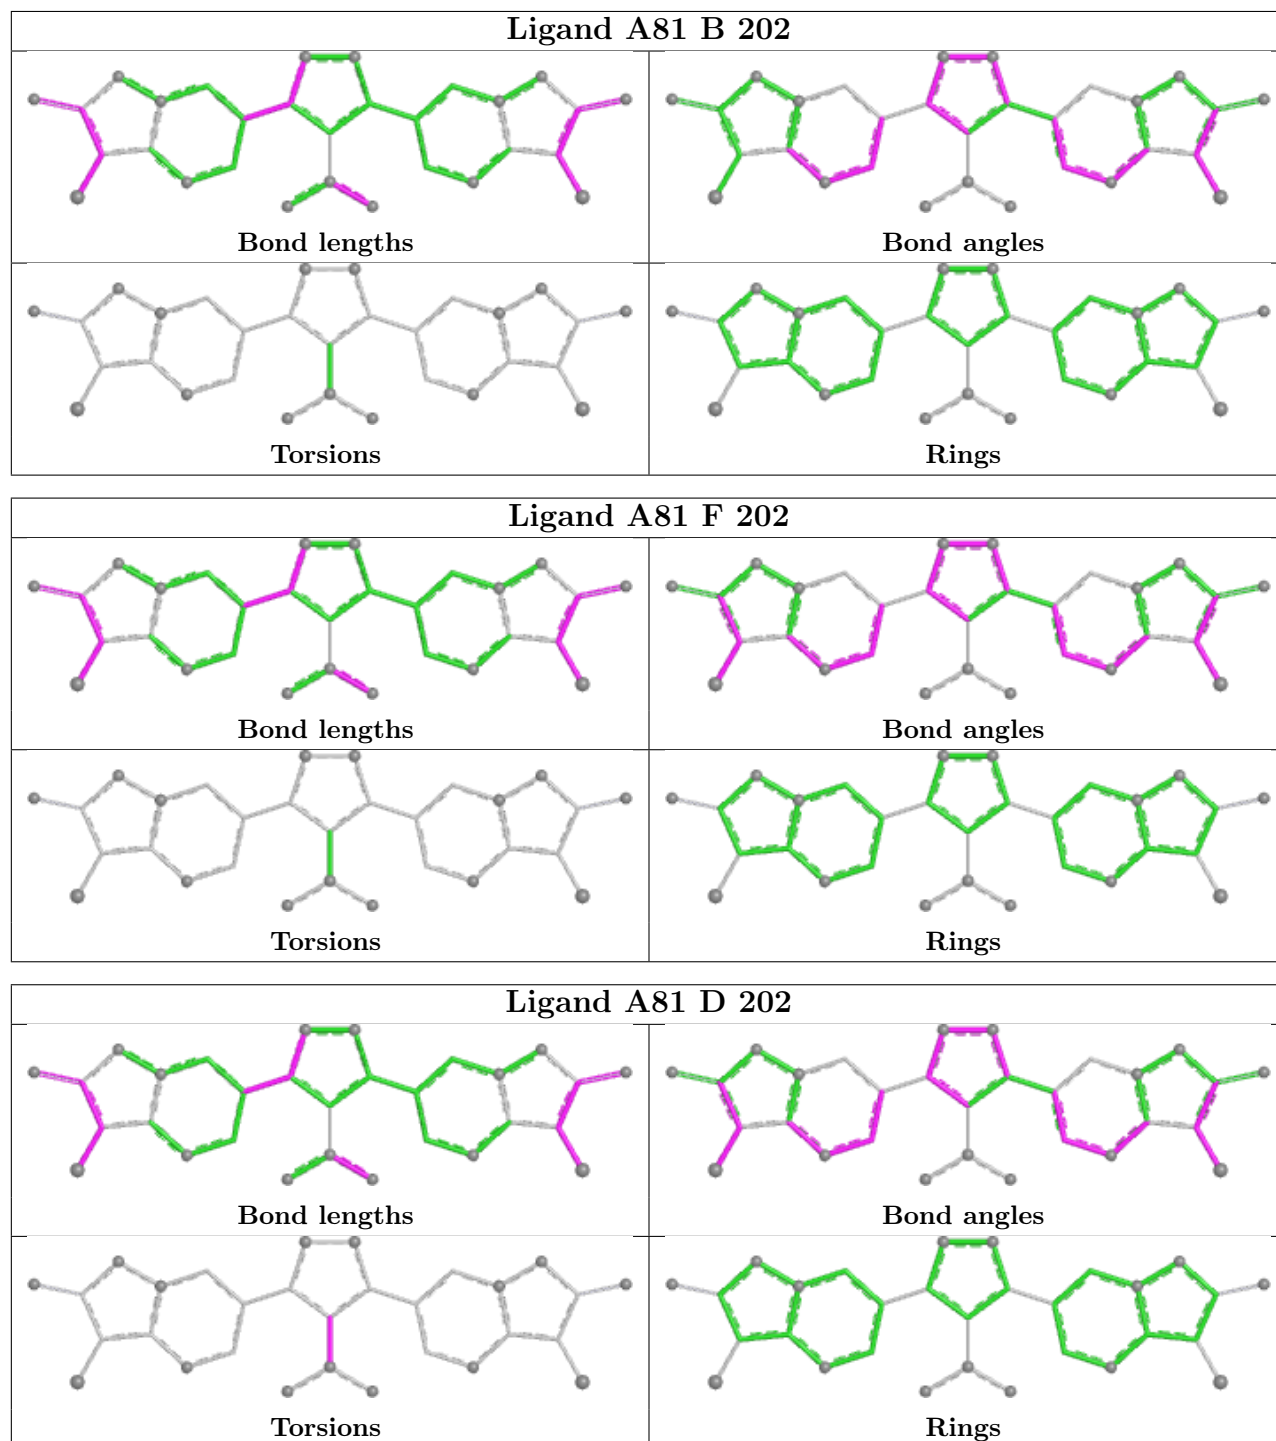 Ligand A81 B 202
Bond lengths
Bond angles
Torsions
Rings
Ligand A81 F 202
Bond lengths
Bond angles
Torsions
Rings
Ligand A81 D 202
Bond lengths
Bond angles
Torsions
Rings